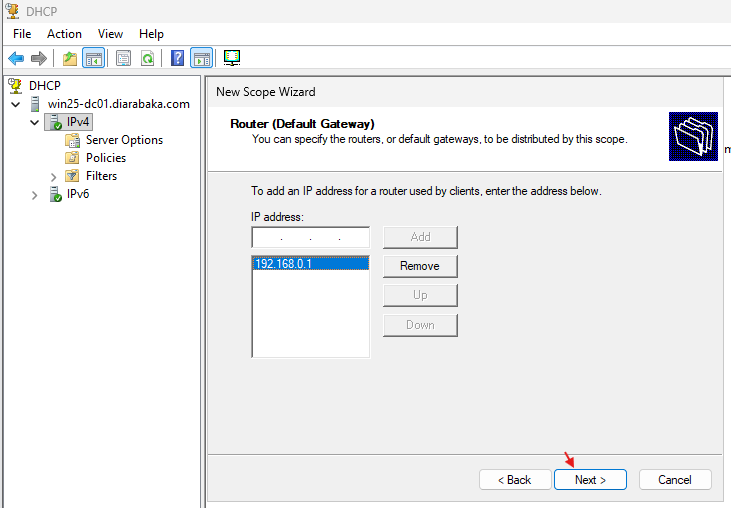 DHCP
File Action View Help
DHCP
win25-dc01.diarabaka.com
IPv4
Server Options
Policies
Filters
IPv6
New Scope Wizard
Router (Default Gateway)
You can specify the routers, or default gateways, to be distributed by this scope.
To add an IP address for a router used by clients, enter the address below.
IP address:
. . .
Add
192.168.0.1
Remove
Up
Down
< Back Next > Cancel